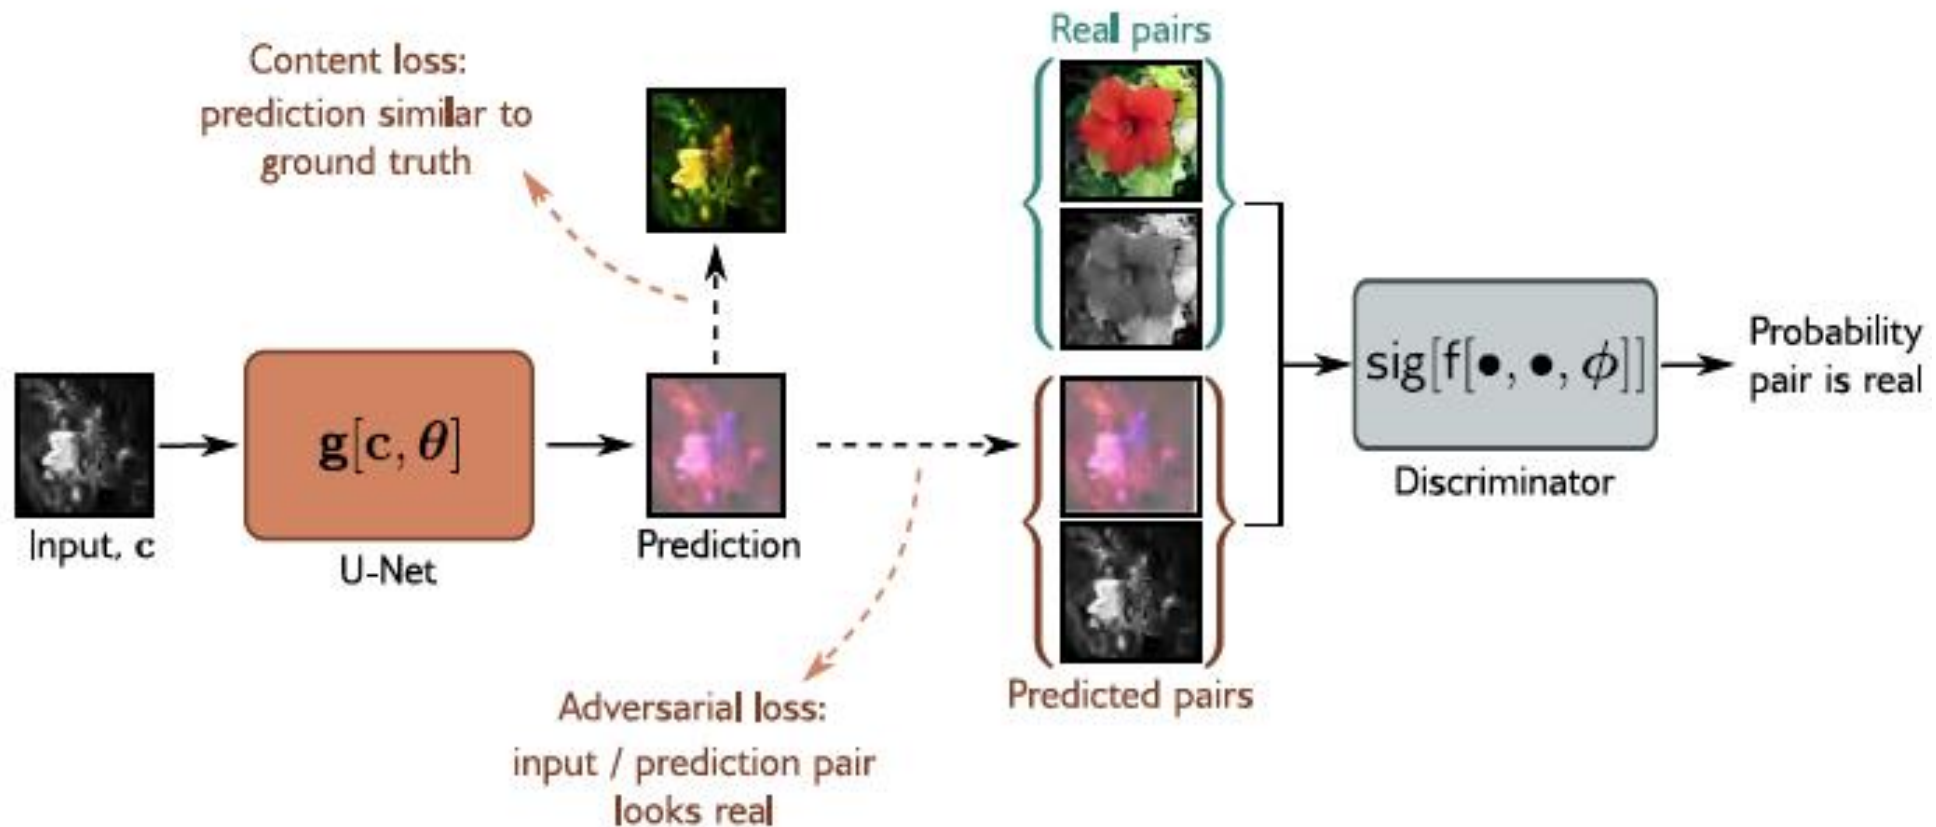 Content loss:
prediction similar to
ground truth
Real pairs
Input, c
g[c, θ]
U-Net
Prediction
Adversarial loss:
input / prediction pair
looks real
Predicted pairs
sig[f[•, •, ϕ]]
Discriminator
Probability
pair is real